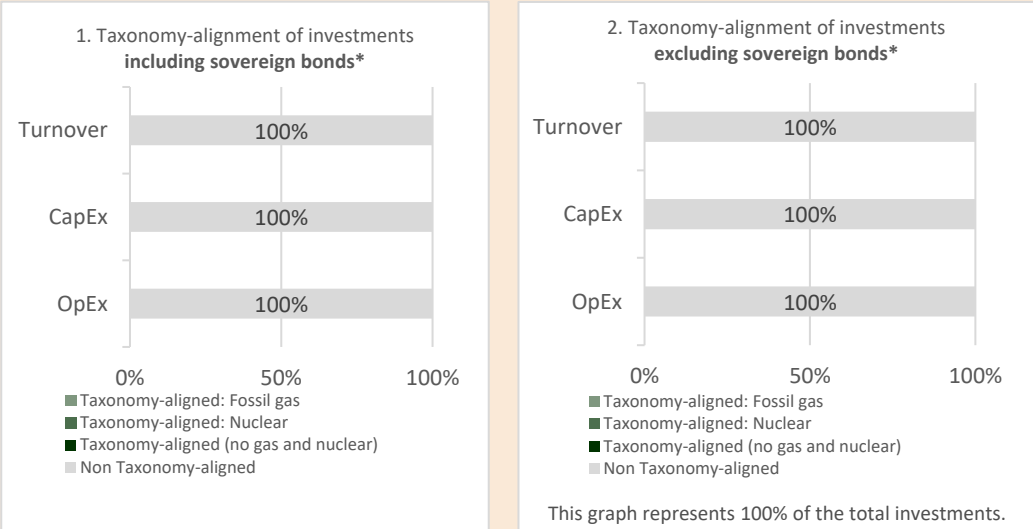 1. Taxonomy-alignment of investments
including sovereign bonds*
Turnover
100%
CapEx
100%
OpEx
100%
0%
50%
100%
Taxonomy-aligned: Fossil gas
Taxonomy-aligned: Nuclear
Taxonomy-aligned (no gas and nuclear)
Non Taxonomy-aligned
2. Taxonomy-alignment of investments
excluding sovereign bonds*
Turnover
100%
CapEx
100%
OpEx
100%
0%
50%
100%
Taxonomy-aligned: Fossil gas
Taxonomy-aligned: Nuclear
Taxonomy-aligned (no gas and nuclear)
Non Taxonomy-aligned
This graph represents 100% of the total investments.